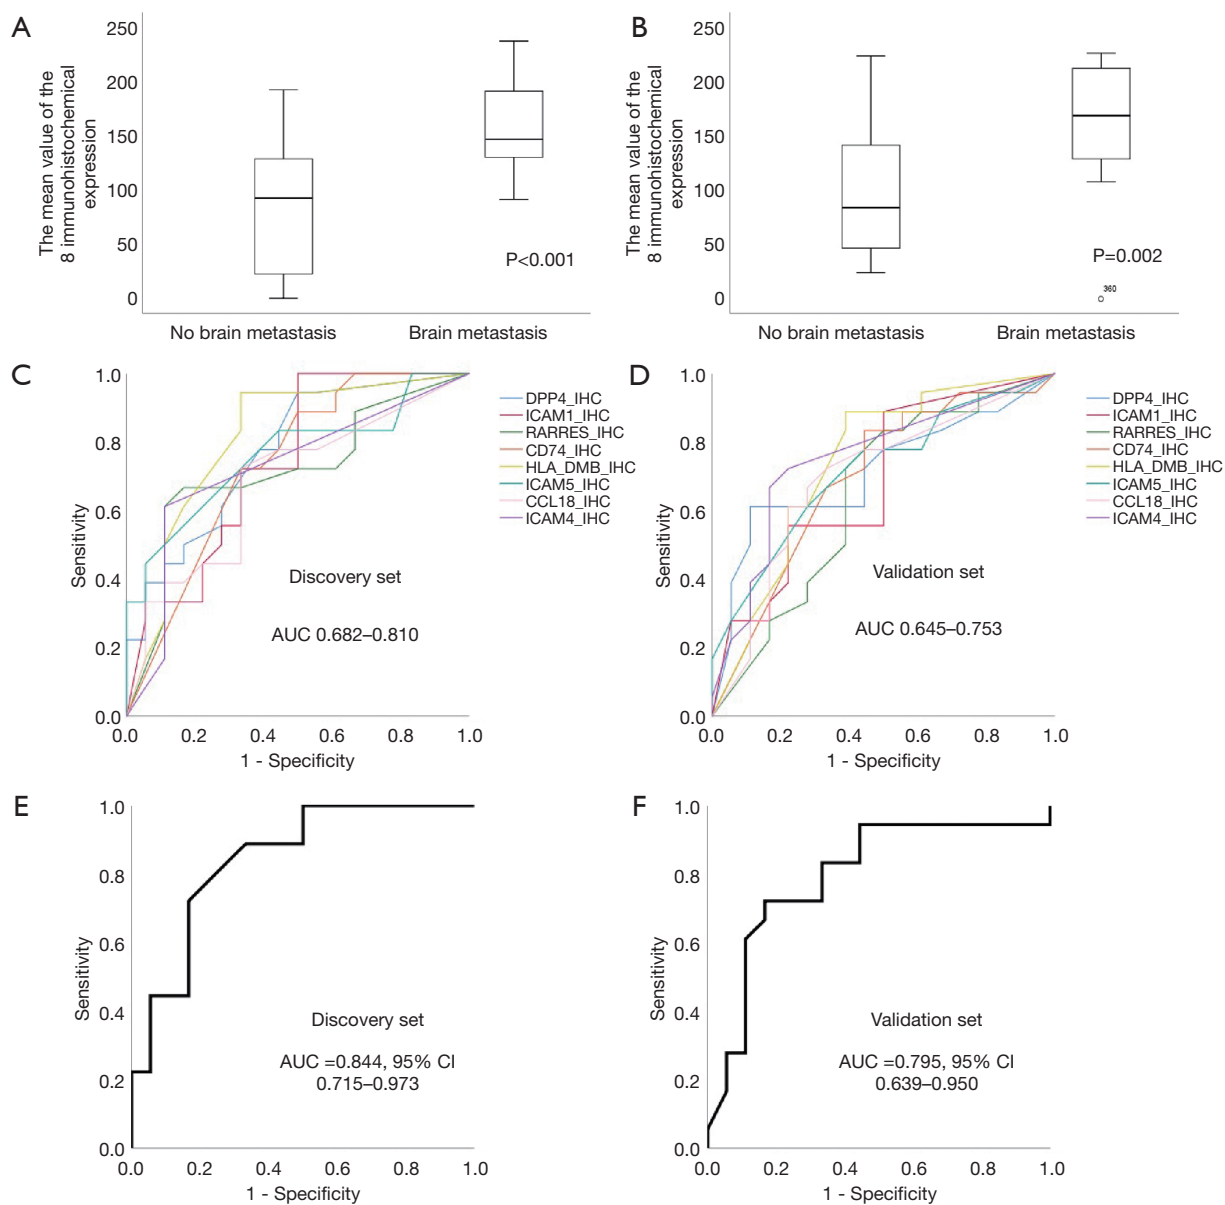 A
The mean value of the
8 immunohistochemical
expression
250
200
150
100
50
0
P<0.001
No brain metastasis
Brain metastasis
B
The mean value of the
8 immunohistochemical
expression
250
200
150
100
50
0
P=0.002
360
No brain metastasis
Brain metastasis
C
Sensitivity
1.0
0.8
0.6
0.4
0.2
0.0
0.0 0.2 0.4 0.6 0.8 1.0
1 - Specificity
Discovery set
AUC 0.682–0.810
DPP4_IHC
ICAM1_IHC
RARRES_IHC
CD74_IHC
HLA_DMB_IHC
ICAM5_IHC
CCL18_IHC
ICAM4_IHC
D
Sensitivity
1.0
0.8
0.6
0.4
0.2
0.0
0.0 0.2 0.4 0.6 0.8 1.0
1 - Specificity
Validation set
AUC 0.645–0.753
DPP4_IHC
ICAM1_IHC
RARRES_IHC
CD74_IHC
HLA_DMB_IHC
ICAM5_IHC
CCL18_IHC
ICAM4_IHC
E
Sensitivity
1.0
0.8
0.6
0.4
0.2
0.0
0.0 0.2 0.4 0.6 0.8 1.0
1 - Specificity
Discovery set
AUC =0.844, 95% CI
0.715–0.973
F
Sensitivity
1.0
0.8
0.6
0.4
0.2
0.0
0.0 0.2 0.4 0.6 0.8 1.0
1 - Specificity
Validation set
AUC =0.795, 95% CI
0.639–0.950